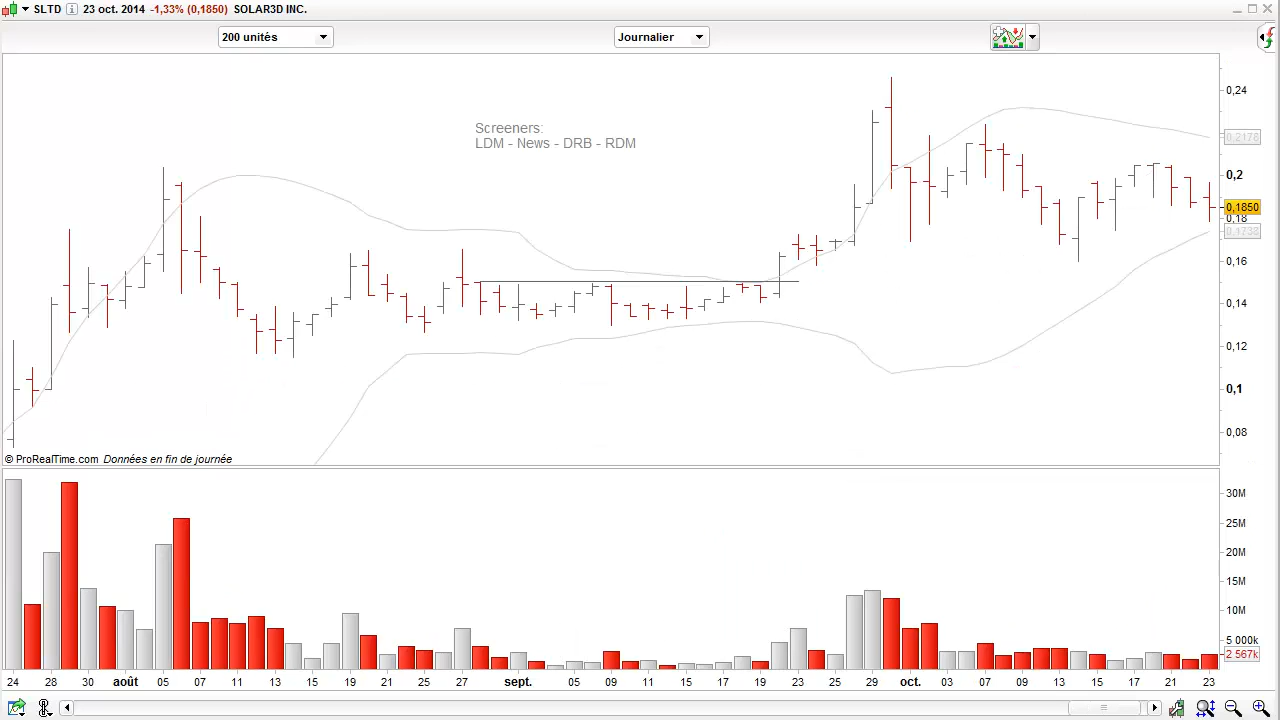 SLTD 23 oct. 2014 -1,33% (0,1850) SOLAR3D INC.
200 unités
Journalier
Screeners:
LDM - News - DRB - RDM
0,24
0,2178
0,2
0,1850
0,18
0,1738
0,16
0,14
0,12
0,1
0,08
© ProRealTime.com Données en fin de journée
30M
25M
20M
15M
10M
5 000k
2 567k
24 28 30 août 05 07 11 13 15 19 21 25 27 sept. 05 09 11 15 17 19 23 25 29 oct. 03 07 09 13 15 17 21 23